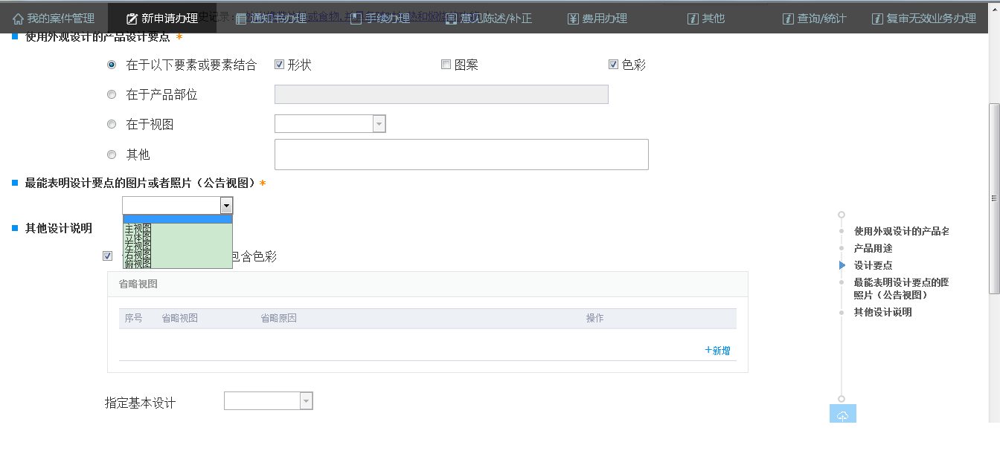 我的案件管理 新申请办理 通知书办理 手续办理 意见陈述/补正 费用办理 其他 查询/统计 复审无效业务办理
使用外观设计的产品设计要点 *
在于以下要素或要素结合 形状 图案 色彩
在于产品部位
在于视图
其他
最能表明设计要点的图片或者照片（公告视图）*
其他设计说明
主视图
立体图
左视图
右视图
俯视图
包含色彩
省略视图
序号 省略视图 省略原因 操作
+新增
指定基本设计
使用外观设计的产品名
产品用途
设计要点
最能表明设计要点的图
照片（公告视图）
其他设计说明